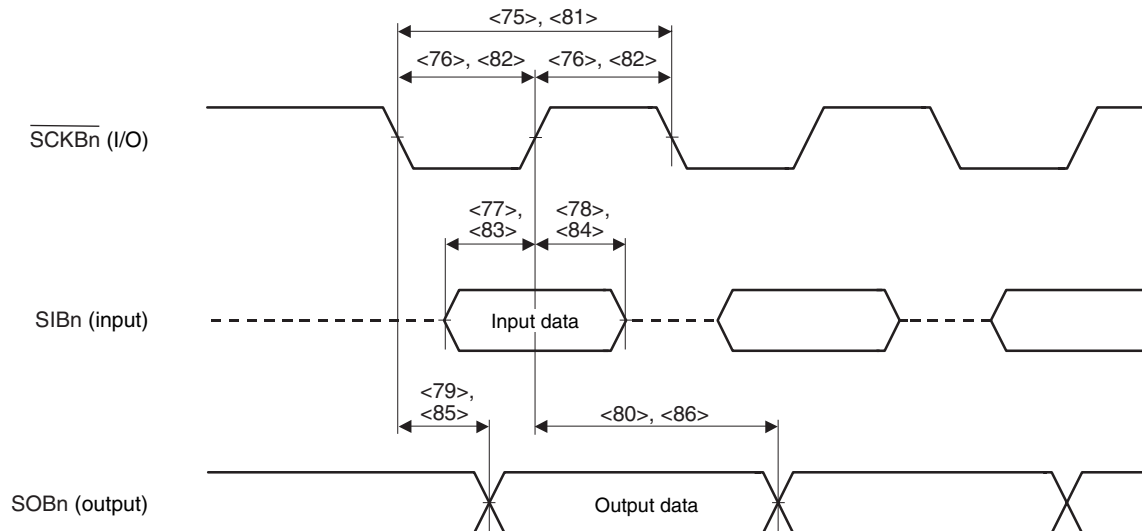 <75>, <81>
<76>, <82> <76>, <82>
SCKBn (I/O)
<77>,
<83>
<78>,
<84>
SIBn (input)
Input data
<79>,
<85>
<80>, <86>
SOBn (output)
Output data